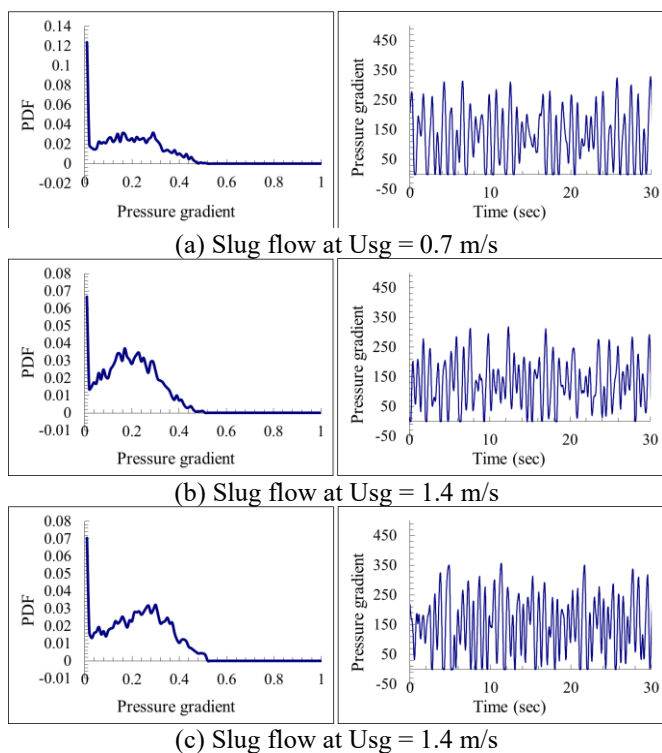 0.14
0.12
0.1
0.08
0.06
0.04
0.02
0
-0.02
PDF
0 0.2 0.4 0.6 0.8 1
Pressure gradient
450
350
250
150
50
-50
Pressure gradient
0 10 20 30
Time (sec)
(a) Slug flow at Usg = 0.7 m/s
0.08
0.07
0.06
0.05
0.04
0.03
0.02
0.01
0
-0.01
PDF
0 0.2 0.4 0.6 0.8 1
Pressure gradient
450
350
250
150
50
-50
Pressure gradient
0 10 20 30
Time (sec)
(b) Slug flow at Usg = 1.4 m/s
0.08
0.07
0.06
0.05
0.04
0.03
0.02
0.01
0
-0.01
PDF
0 0.2 0.4 0.6 0.8 1
Pressure gradient
450
350
250
150
50
-50
Pressure gradient
0 10 20 30
Time (sec)
(c) Slug flow at Usg = 1.4 m/s